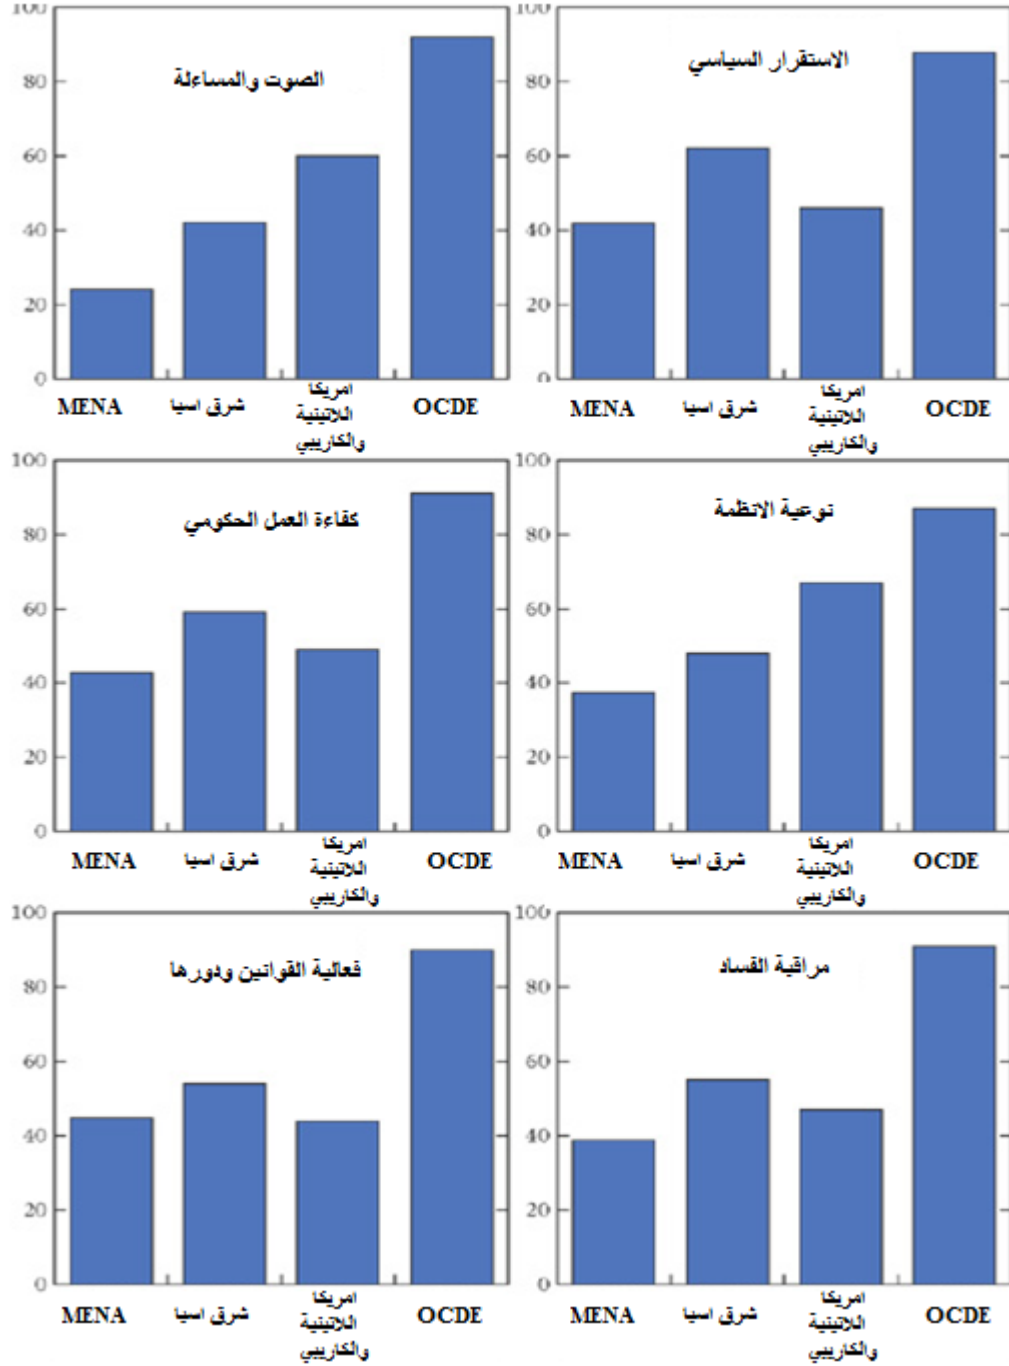 100
الصوت والمساءلة
80
60
40
20
0
MENA
شرق اسيا
امريكا
اللاتينية
والكاريبي
OCDE
100
الاستقرار السياسي
80
60
40
20
0
MENA
شرق اسيا
امريكا
اللاتينية
والكاريبي
OCDE
100
كفاءة العمل الحكومي
80
60
40
20
0
MENA
شرق اسيا
امريكا
اللاتينية
والكاريبي
OCDE
100
نوعية الانظمة
80
60
40
20
0
MENA
شرق اسيا
امريكا
اللاتينية
والكاريبي
OCDE
100
فعالية القوانين ودورها
80
60
40
20
0
MENA
شرق اسيا
امريكا
اللاتينية
والكاريبي
OCDE
100
مراقبة الفساد
80
60
40
20
0
MENA
شرق اسيا
امريكا
اللاتينية
والكاريبي
OCDE